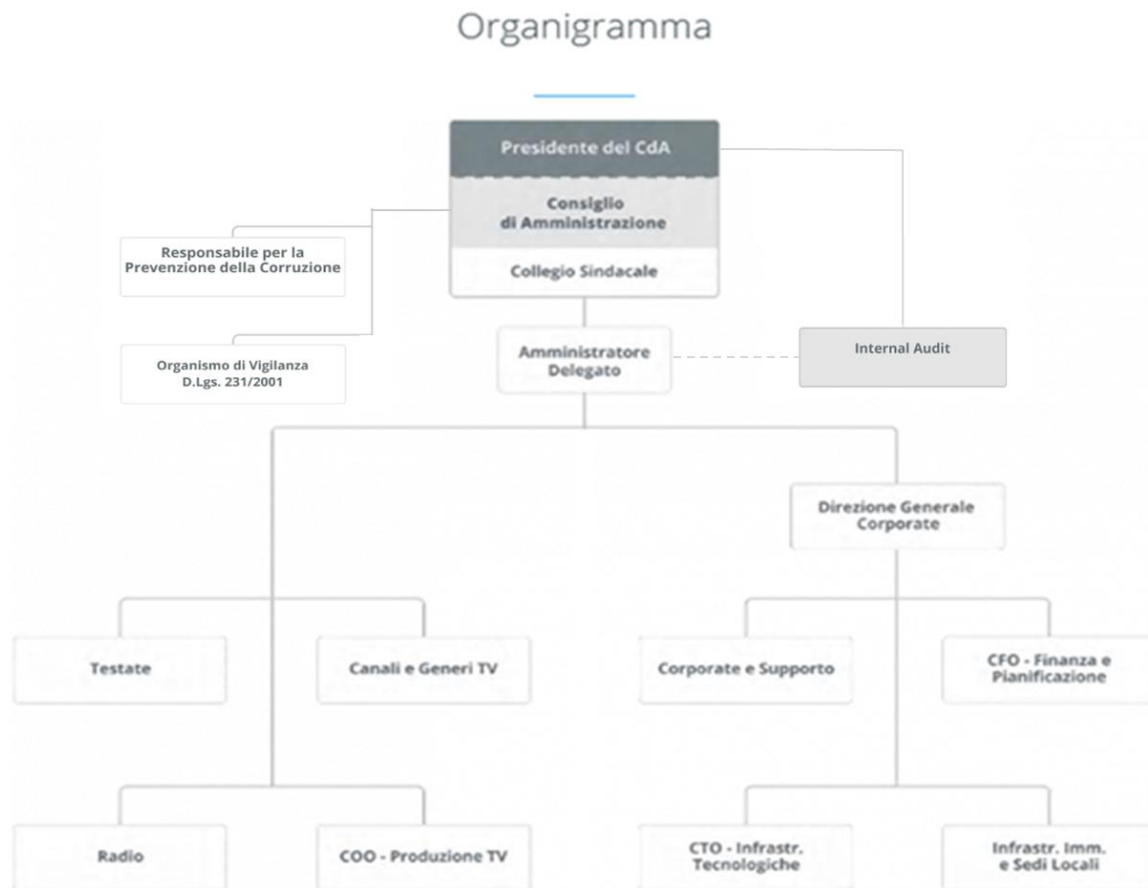 Organigramma
Presidente del CdA
Consiglio
di Amministrazione
Collegio Sindacale
Responsabile per la
Prevenzione della Corruzione
Organismo di Vigilanza
D.Lgs. 231/2001
Amministratore
Delegato
Internal Audit
Direzione Generale
Corporate
Testate
Canali e Generi TV
Corporate e Supporto
CFO - Finanza e
Pianificazione
Radio
COO - Produzione TV
CTO - Infrastr.
Tecnologiche
Infrastr. Imm.
e Sedi Locali